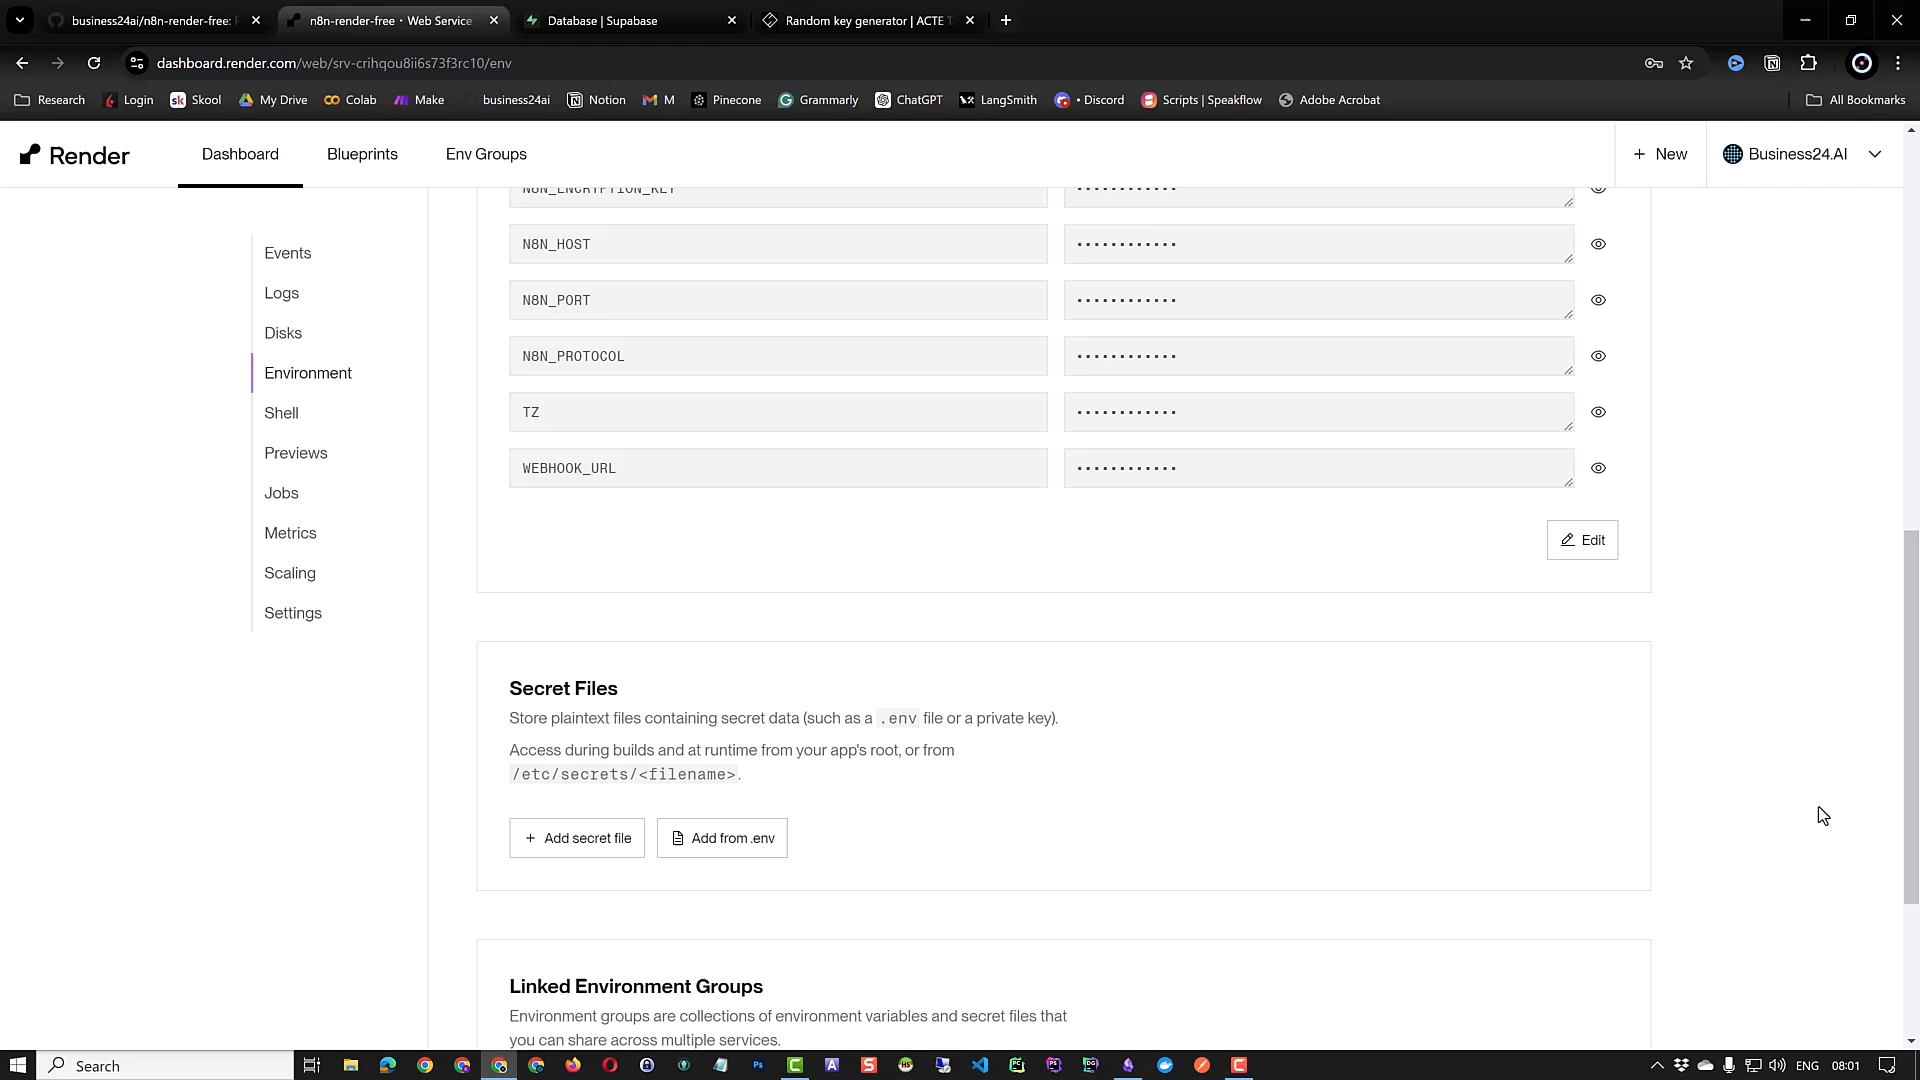 business24ai/n8n-render-free:
n8n-render-free · Web Service
Database | Supabase
Random key generator | ACTE
dashboard.render.com/web/srv-crihqou8ii6s73f3rc10/env
Research
Login
sk Skool
My Drive
Colab
Make
business24ai
Notion
M
Pinecone
Grammarly
ChatGPT
LangSmith
• Discord
Scripts | Speakflow
Adobe Acrobat
All Bookmarks
Render
Dashboard
Blueprints
Env Groups
+ New
Business24.AI
Events
Logs
Disks
Environment
Shell
Previews
Jobs
Metrics
Scaling
Settings
N8N_ENCRYPTION_KEY
N8N_HOST
N8N_PORT
N8N_PROTOCOL
TZ
WEBHOOK_URL
Edit
Secret Files
Store plaintext files containing secret data (such as a .env file or a private key).
Access during builds and at runtime from your app's root, or from
/etc/secrets/<filename>.
+ Add secret file
Add from .env
Linked Environment Groups
Environment groups are collections of environment variables and secret files that
you can share across multiple services.
Search
ENG
08:01